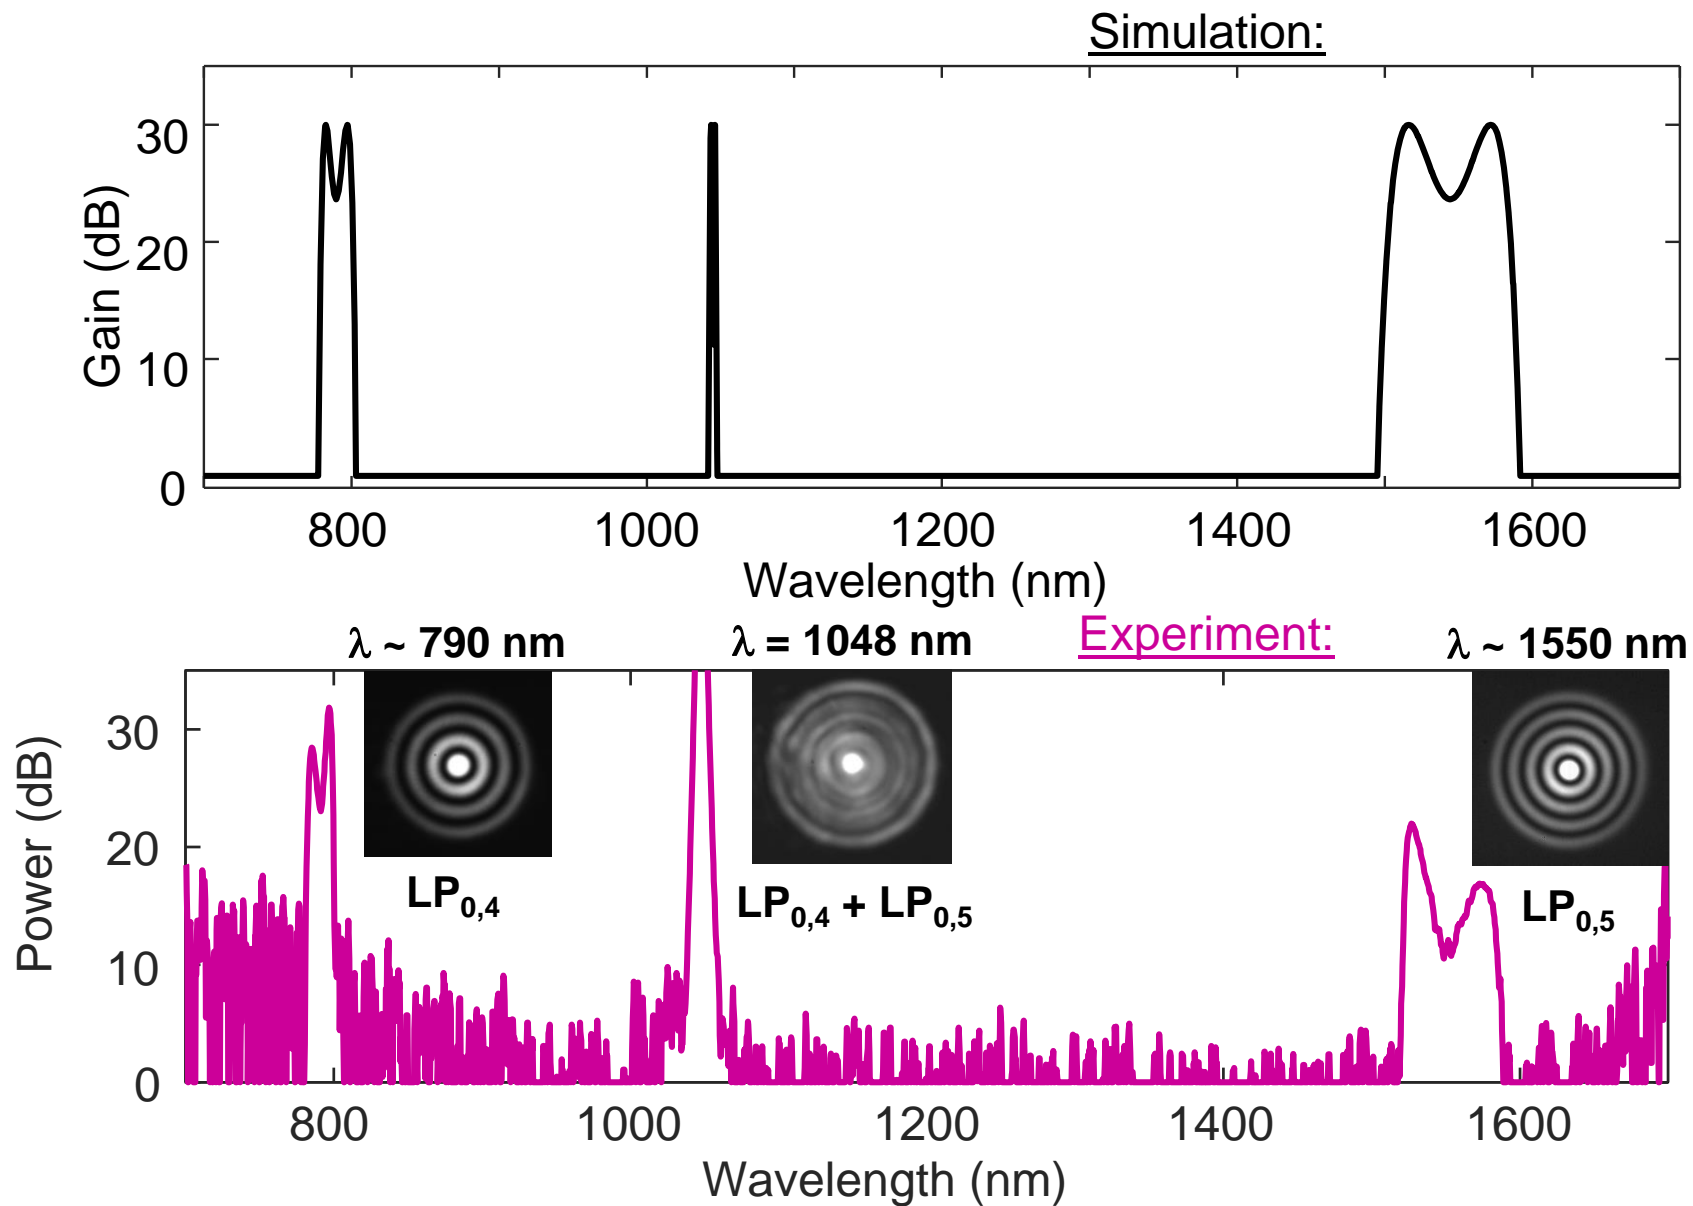 Simulation:
30
20
10
0
Gain (dB)
800 1000 1200 1400 1600
Wavelength (nm)
λ ~ 790 nm λ = 1048 nm Experiment: λ ~ 1550 nm
30
20
10
0
Power (dB)
LP0,4 LP0,4 + LP0,5 LP0,5
800 1000 1200 1400 1600
Wavelength (nm)